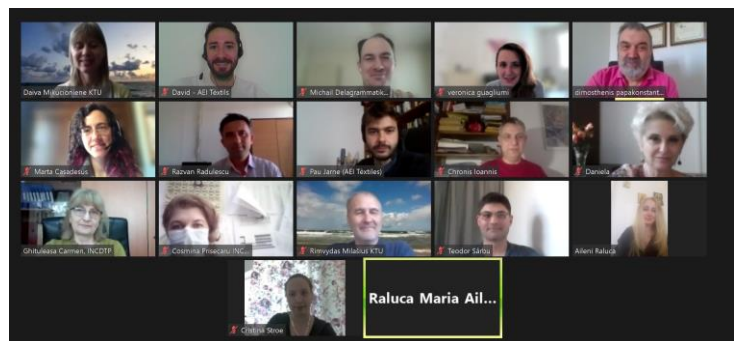 Daiva Mikucioniene KTU
David - AEI Tèxtils
Michail Delagrammatik...
veronica guagliumi
dimosthenis papakonstant...
Marta Casadesús
Razvan Radulescu
Pau Jarne (AEI Tèxtiles)
Chronis Ioannis
Daniela
Ghituleasa Carmen, INCDTP
Cosmina Prisecaru INC...
Rimvydas Milašius KTU
Teodor Sârbu
Aileni Raluca
Cristina Stroe
Raluca Maria Ail...